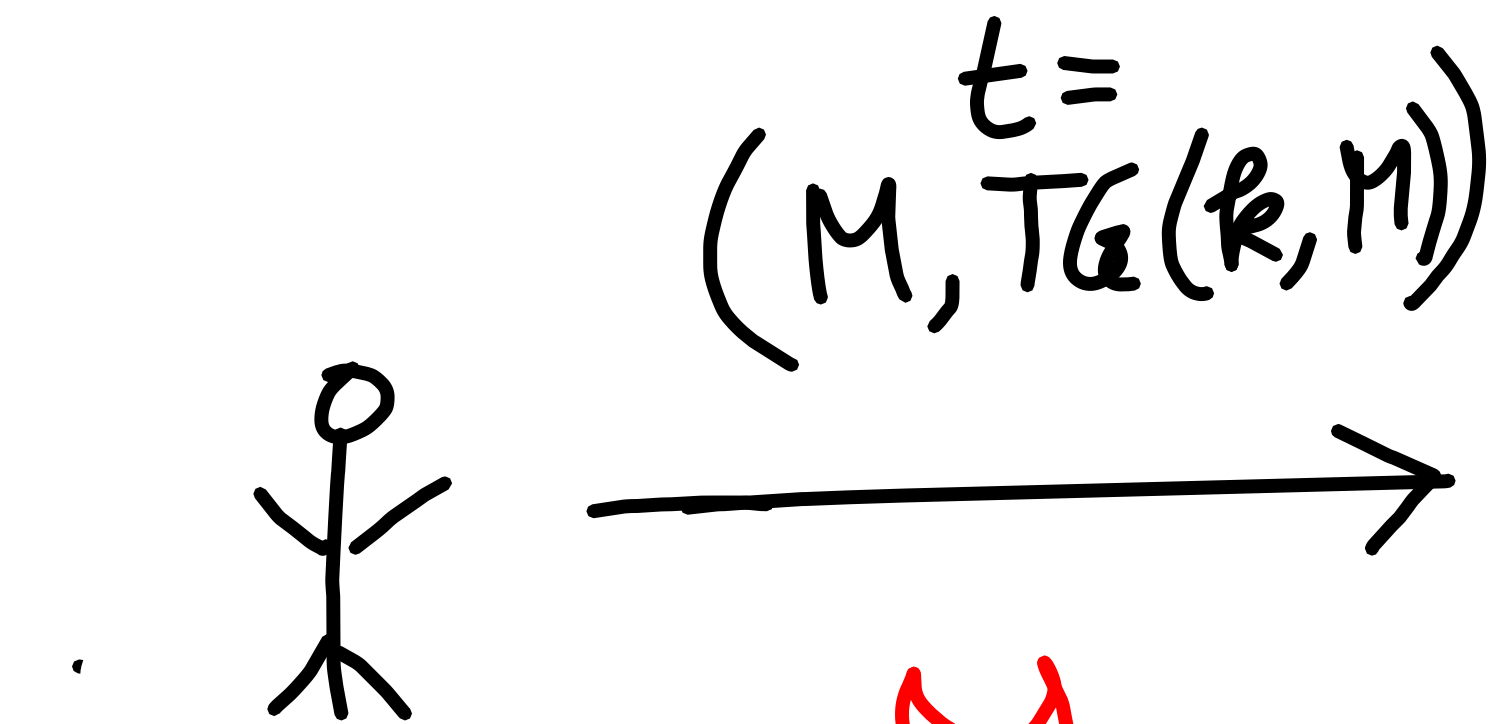 t =
(M, TG(k, M))